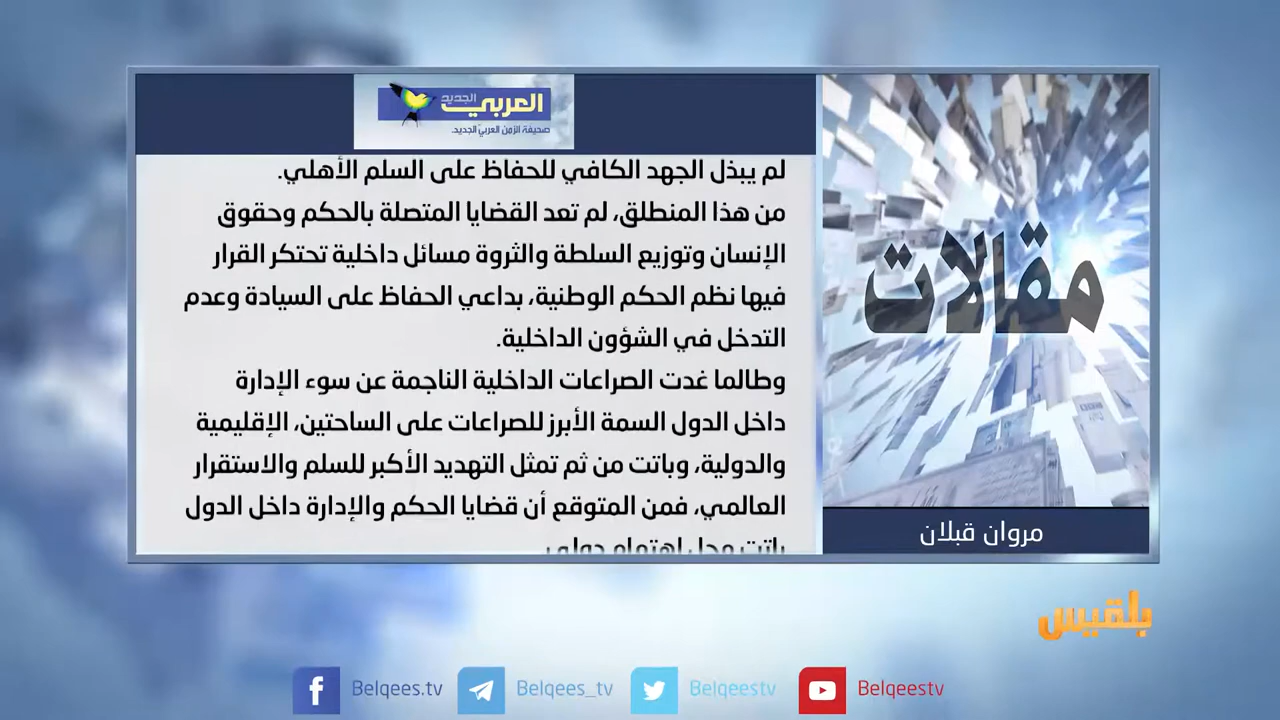 العربي الجديد
صحيفة الزمن العربيّ الجديد.
لم يبذل الجهد الكافي للحفاظ على السلم الأهلي.
من هذا المنطلق، لم تعد القضايا المتصلة بالحكم وحقوق
الإنسان وتوزيع السلطة والثروة مسائل داخلية تحتكر القرار
فيها نظم الحكم الوطنية، بداعي الحفاظ على السيادة وعدم
التدخل في الشؤون الداخلية.
وطالما غدت الصراعات الداخلية الناجمة عن سوء الإدارة
داخل الدول السمة الأبرز للصراعات على الساحتين، الإقليمية
والدولية، وباتت من ثم تمثل التهديد الأكبر للسلم والاستقرار
العالمي، فمن المتوقع أن قضايا الحكم والإدارة داخل الدول
مقالات
مروان قبلان
بلقيس
Belqees.tv
Belqees_tv
Belqeestv
Belqeestv